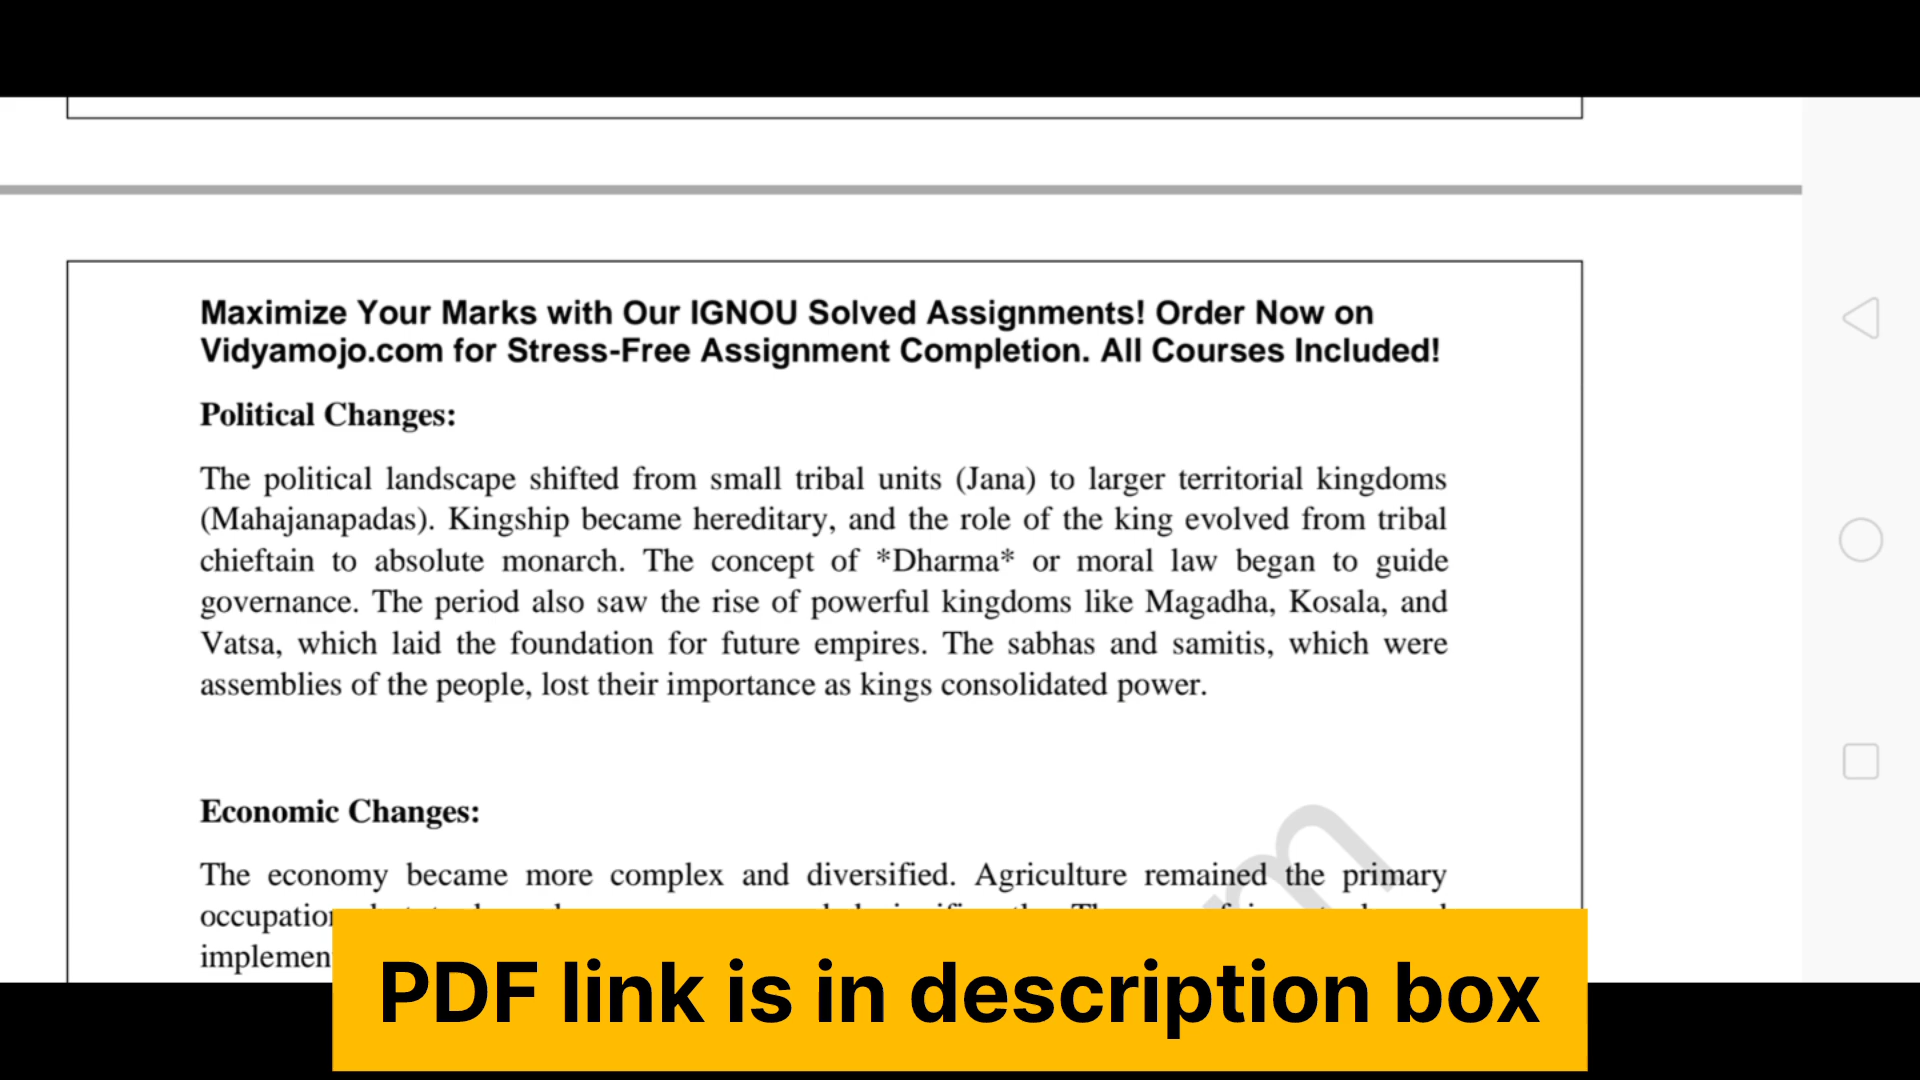 Maximize Your Marks with Our IGNOU Solved Assignments! Order Now on
Vidyamojo.com for Stress-Free Assignment Completion. All Courses Included!
Political Changes:
The political landscape shifted from small tribal units (Jana) to larger territorial kingdoms
(Mahajanapadas). Kingship became hereditary, and the role of the king evolved from tribal
chieftain to absolute monarch. The concept of *Dharma* or moral law began to guide
governance. The period also saw the rise of powerful kingdoms like Magadha, Kosala, and
Vatsa, which laid the foundation for future empires. The sabhas and samitis, which were
assemblies of the people, lost their importance as kings consolidated power.
Economic Changes:
The economy became more complex and diversified. Agriculture remained the primary
PDF link is in description box